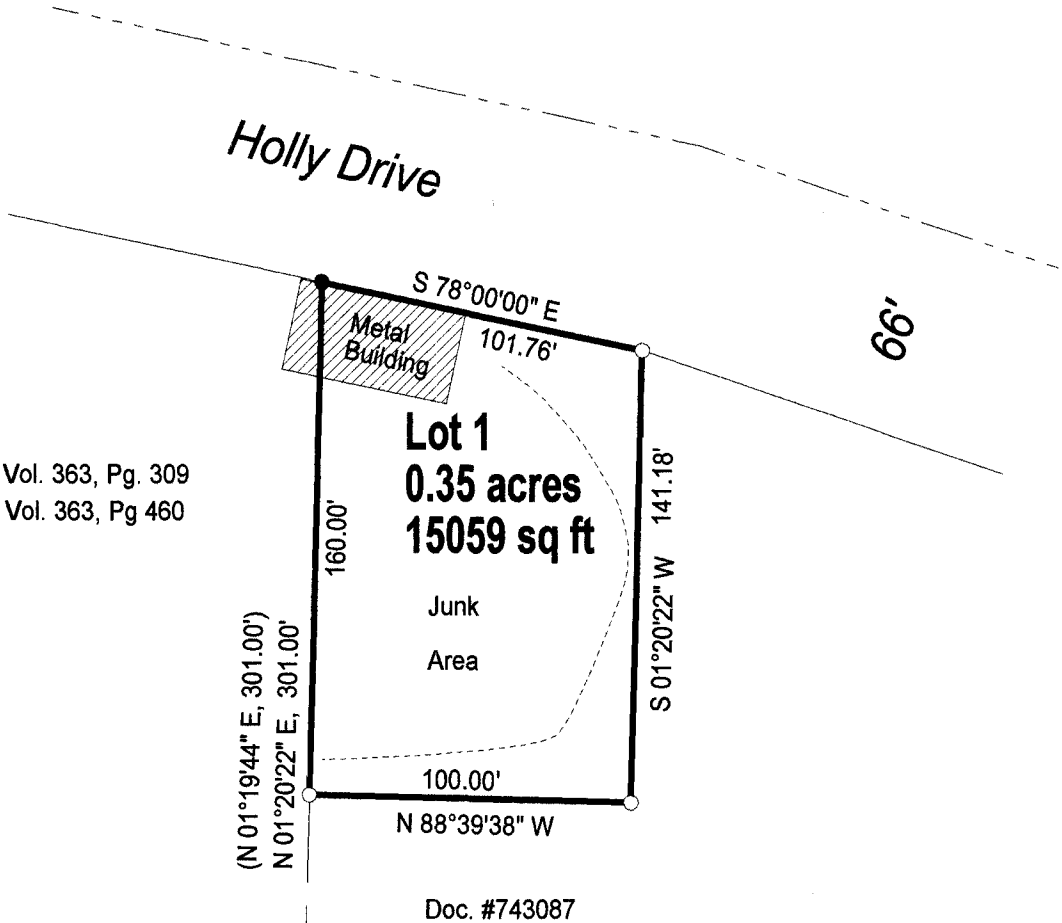 Holly Drive
66'
S 78°00'00" E
101.76'
Metal
Building
Lot 1
0.35 acres
15059 sq ft
Vol. 363, Pg. 309
Vol. 363, Pg 460
160.00'
S 01°20'22" W 141.18'
Junk
Area
(N 01°19'44" E, 301.00')
N 01°20'22" E, 301.00'
100.00'
N 88°39'38" W
Doc. #743087